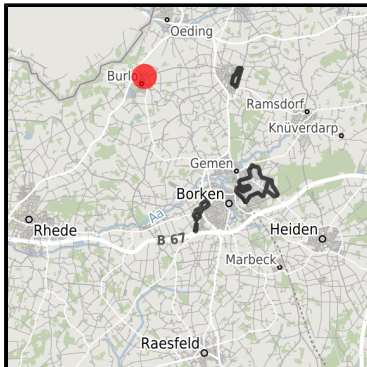 Oeding
Burlo
Ramsdorf
Knüverdarp
Gemen
Borken
Aa
Rhede
B 67
Heiden
Marbeck
Raesfeld